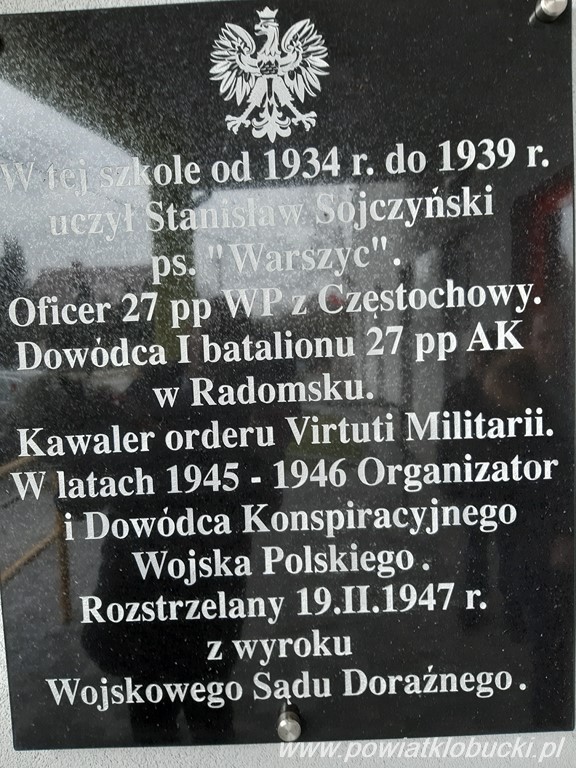 W tej szkole od 1934 r. do 1939 r.
uczył Stanisław Sojczyński
ps. "Warszyc".
Oficer 27 pp WP z Częstochowy.
Dowódca I batalionu 27 pp AK
w Radomsku.
Kawaler orderu Virtuti Militarii.
W latach 1945 - 1946 Organizator
i Dowódca Konspiracyjnego
Wojska Polskiego.
Rozstrzelany 19.II.1947 r.
z wyroku
Wojskowego Sądu Doraźnego.
www.powiatklobucki.pl